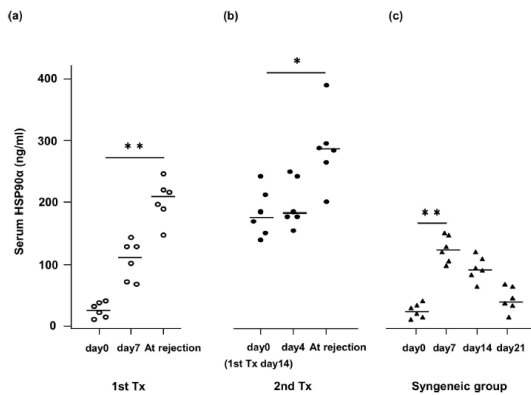 (a)
(b)
(c)
*
* *
* *
Serum HSP90α (ng/ml)
400
300
200
100
0
day0 day7 At rejection
day0 day4 At rejection
day0 day7 day14 day21
(1st Tx day14)
1st Tx
2nd Tx
Syngeneic group